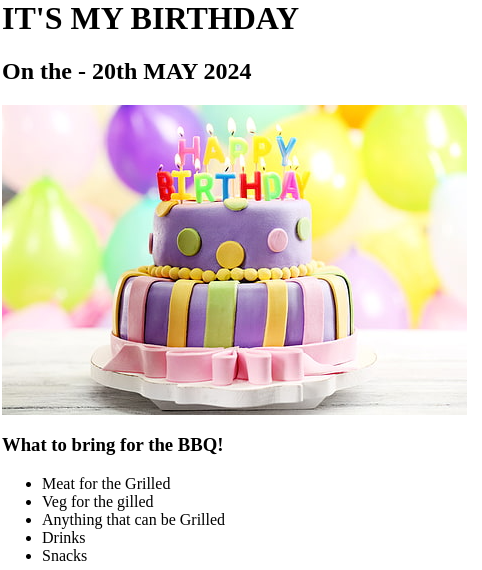 IT'S MY BIRTHDAY
On the - 20th MAY 2024
HAPPY
BIRTHDAY
What to bring for the BBQ!
Meat for the Grilled
Veg for the gilled
Anything that can be Grilled
Drinks
Snacks